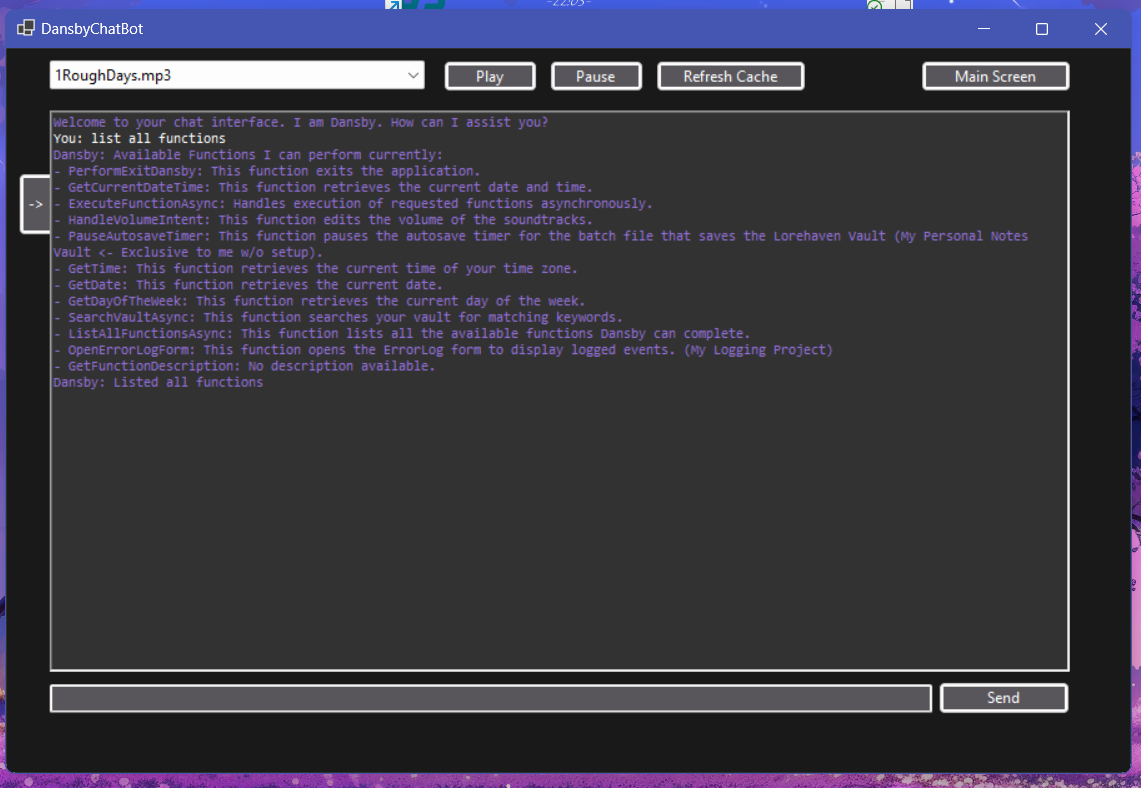 -22:03-
DansbyChatBot
1RoughDays.mp3
Play
Pause
Refresh Cache
Main Screen
Welcome to your chat interface. I am Dansby. How can I assist you?
You: list all functions
Dansby: Available Functions I can perform currently:
- PerformExitDansby: This function exits the application.
- GetCurrentDateTime: This function retrieves the current date and time.
- ExecuteFunctionAsync: Handles execution of requested functions asynchronously.
- HandleVolumeIntent: This function edits the volume of the soundtracks.
- PauseAutosaveTimer: This function pauses the autosave timer for the batch file that saves the Lorehaven Vault (My Personal Notes
Vault <- Exclusive to me w/o setup).
- GetTime: This function retrieves the current time of your time zone.
- GetDate: This function retrieves the current date.
- GetDayOfTheWeek: This function retrieves the current day of the week.
- SearchVaultAsync: This function searches your vault for matching keywords.
- ListAllFunctionsAsync: This function lists all the available functions Dansby can complete.
- OpenErrorLogForm: This function opens the ErrorLog form to display logged events. (My Logging Project)
- GetFunctionDescription: No description available.
Dansby: Listed all functions
->
Send